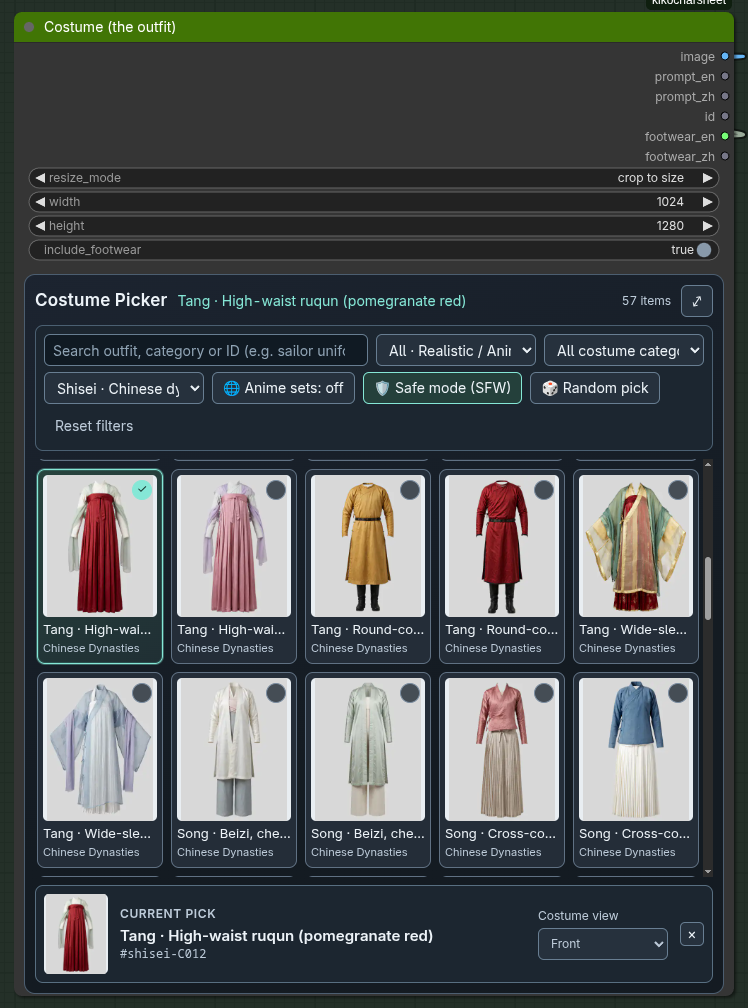 kikocharsheet
Costume (the outfit)
image
prompt_en
prompt_zh
id
footwear_en
footwear_zh
resize_mode crop to size
width 1024
height 1280
include_footwear true
Costume Picker Tang · High-waist ruqun (pomegranate red) 57 items
Search outfit, category or ID (e.g. sailor unifo All · Realistic / Anir All costume catego
Shisei · Chinese dy 🌐 Anime sets: off 🛡️ Safe mode (SFW) 🎲 Random pick
Reset filters
Tang · High-wai... Tang · High-wai... Tang · Round-co... Tang · Round-co... Tang · Wide-sle...
Chinese Dynasties Chinese Dynasties Chinese Dynasties Chinese Dynasties Chinese Dynasties
Tang · Wide-sle... Song · Beizi, che... Song · Beizi, che... Song · Cross-co... Song · Cross-co...
Chinese Dynasties Chinese Dynasties Chinese Dynasties Chinese Dynasties Chinese Dynasties
CURRENT PICK
Tang · High-waist ruqun (pomegranate red)
#shisei-C012
Costume view
Front